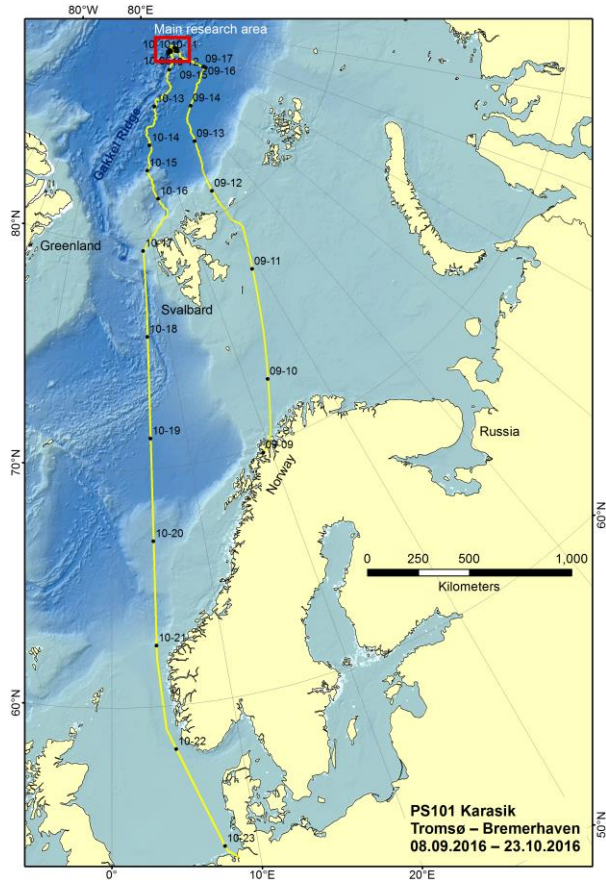 80°W
80°E
Main research area
09-17
09-16
09-15
10-13
09-14
Gakkel Ridge
10-14
09-13
10-15
09-12
10-16
80°N
Greenland
10-17
09-11
Svalbard
10-18
09-10
10-19
09-09
Norway
Russia
70°N
60°N
10-20
0 250 500 1,000
Kilometers
10-21
60°N
10-22
PS101 Karasik
Tromsø – Bremerhaven
08.09.2016 – 23.10.2016
50°N
10-23
0°
10°E
20°E